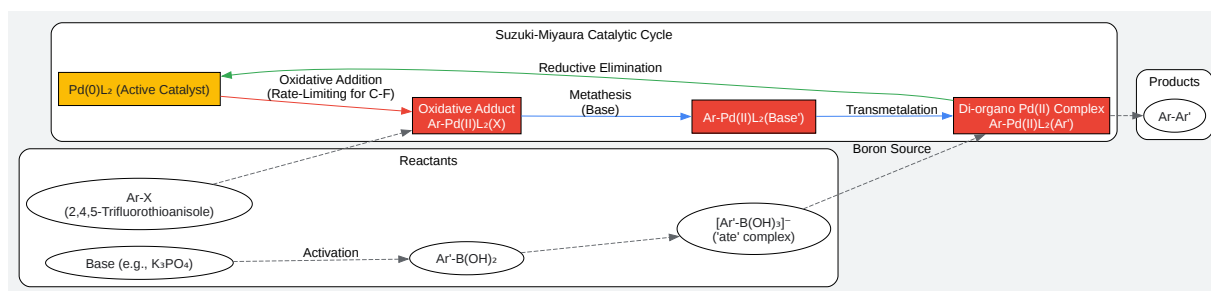 Suzuki-Miyaura Catalytic Cycle
Pd(0)L₂ (Active Catalyst)
Oxidative Addition
(Rate-Limiting for C-F)
Reductive Elimination
Oxidative Adduct
Ar-Pd(II)L₂(X)
Metathesis
(Base)
Ar-Pd(II)L₂(Base')
Transmetalation
Di-organo Pd(II) Complex
Ar-Pd(II)L₂(Ar')
Products
Ar-Ar'
Reactants
Boron Source
Ar-X
(2,4,5-Trifluorothioanisole)
Base (e.g., K₃PO₄)
Activation
Ar'-B(OH)₂
[Ar'-B(OH)₃]⁻
('ate' complex)